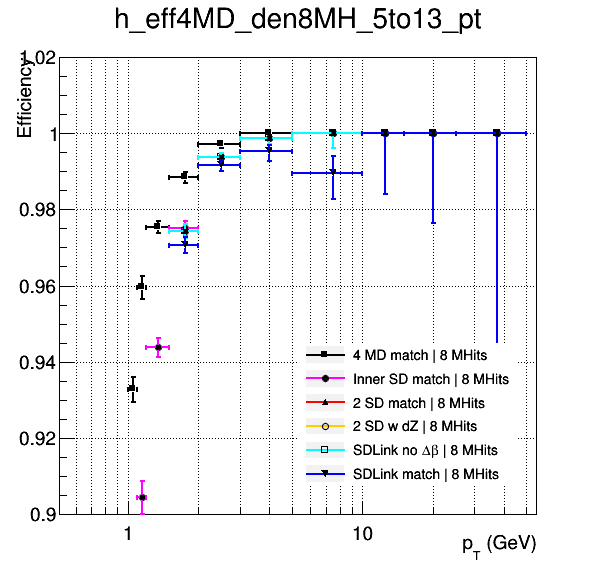 h_eff4MD_den8MH_5to13_pt
Efficiency
1.02
1
0.98
0.96
0.94
0.92
0.9
4 MD match | 8 MHits
Inner SD match | 8 MHits
2 SD match | 8 MHits
2 SD w dZ | 8 MHits
SDLink no Δβ | 8 MHits
SDLink match | 8 MHits
1
10
p_T (GeV)